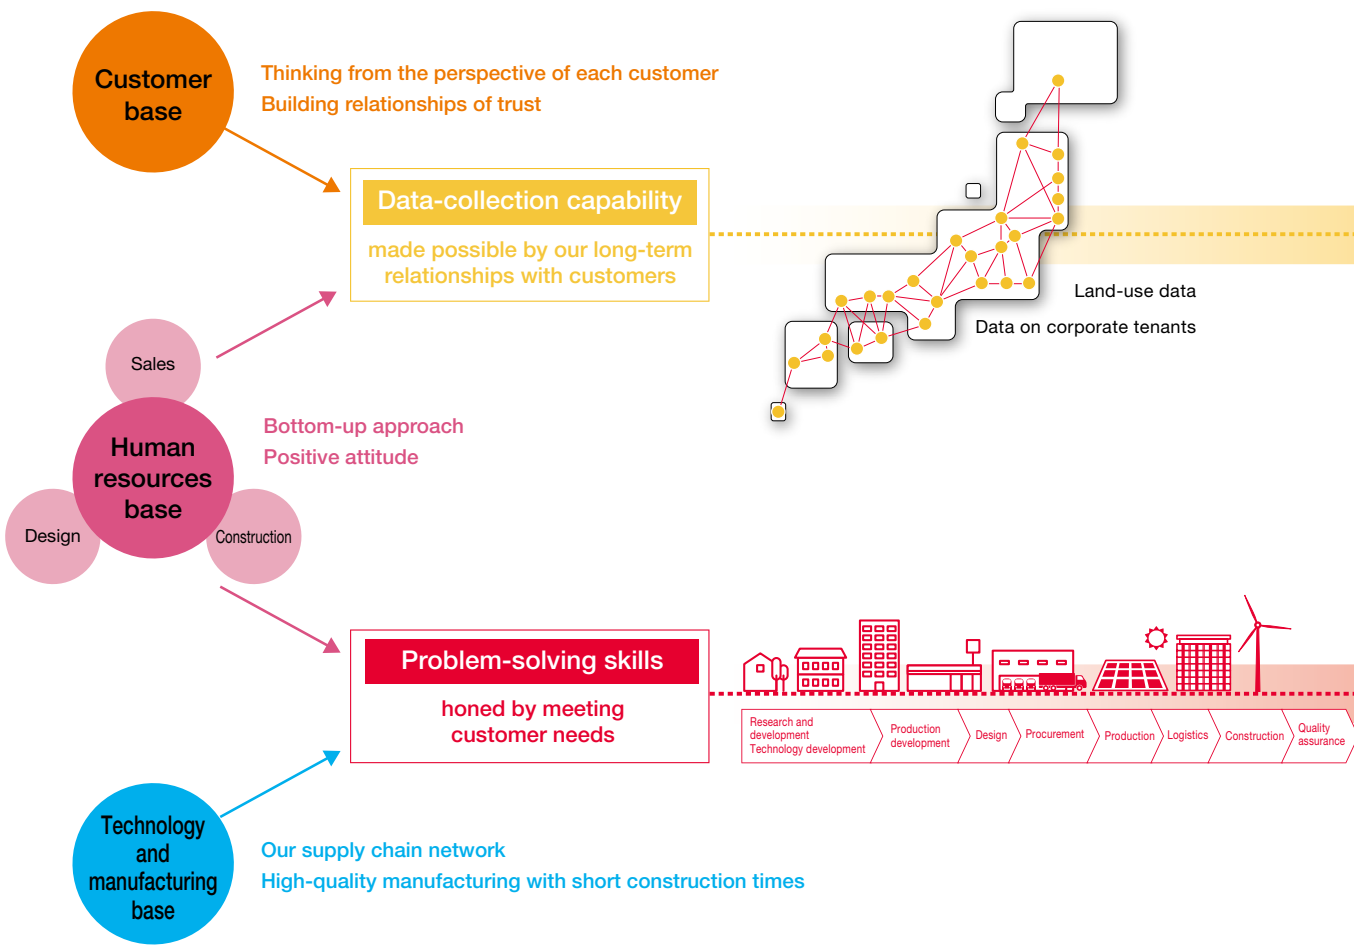 Customer
base
Thinking from the perspective of each customer
Building relationships of trust
Data-collection capability
made possible by our long-term
relationships with customers
Land-use data
Data on corporate tenants
Sales
Human
resources
base
Design
Construction
Bottom-up approach
Positive attitude
Problem-solving skills
honed by meeting
customer needs
Research and
development
Technology development
Production
development
Design
Procurement
Production
Logistics
Construction
Quality
assurance
Technology
and
manufacturing
base
Our supply chain network
High-quality manufacturing with short construction times